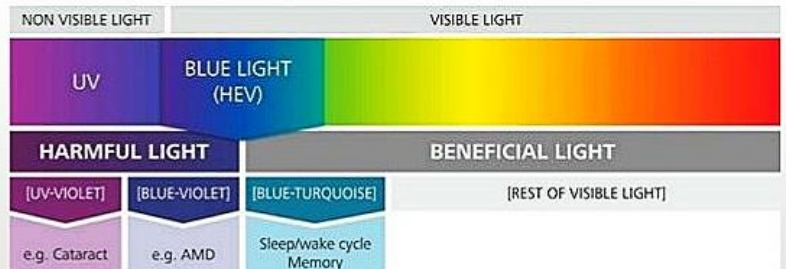 NON VISIBLE LIGHT
VISIBLE LIGHT
UV
BLUE LIGHT
(HEV)
HARMFUL LIGHT
BENEFICIAL LIGHT
[UV-VIOLET]
[BLUE-VIOLET]
[BLUE-TURQUOISE]
[REST OF VISIBLE LIGHT]
e.g. Cataract
e.g. AMD
Sleep/wake cycle
Memory